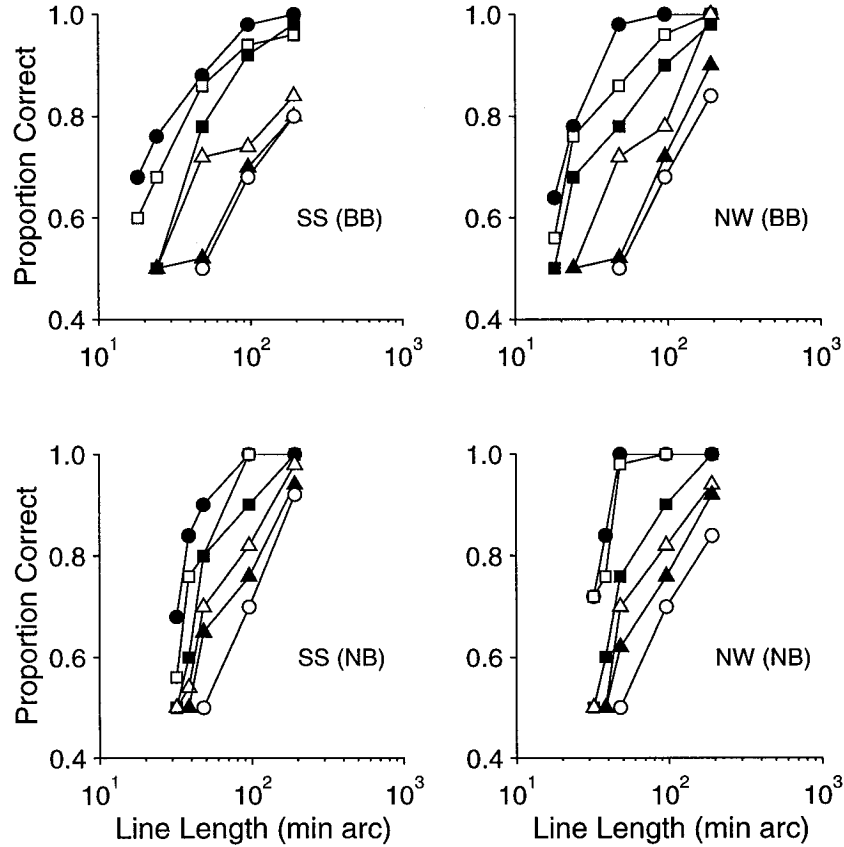 Proportion Correct
1.0
0.8
0.6
0.4
10¹ 10² 10³
SS (BB)
1.0
0.8
0.6
0.4
10¹ 10² 10³
NW (BB)
Proportion Correct
1.0
0.8
0.6
0.4
10¹ 10² 10³
SS (NB)
Line Length (min arc)
1.0
0.8
0.6
0.4
10¹ 10² 10³
NW (NB)
Line Length (min arc)